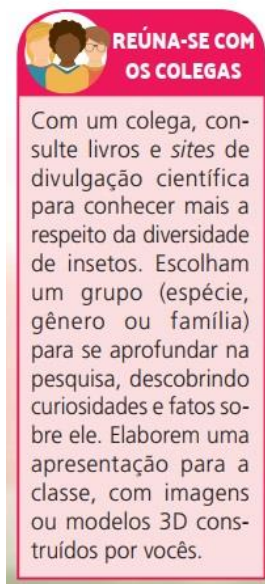 REÚNA-SE COM
OS COLEGAS
Com um colega, con-
sulte livros e sites de
divulgação científica
para conhecer mais a
respeito da diversidade
de insetos. Escolham
um grupo (espécie,
gênero ou família)
para se aprofundar na
pesquisa, descobrindo
curiosidades e fatos so-
bre ele. Elaborem uma
apresentação para a
classe, com imagens
ou modelos 3D cons-
truídos por vocês.